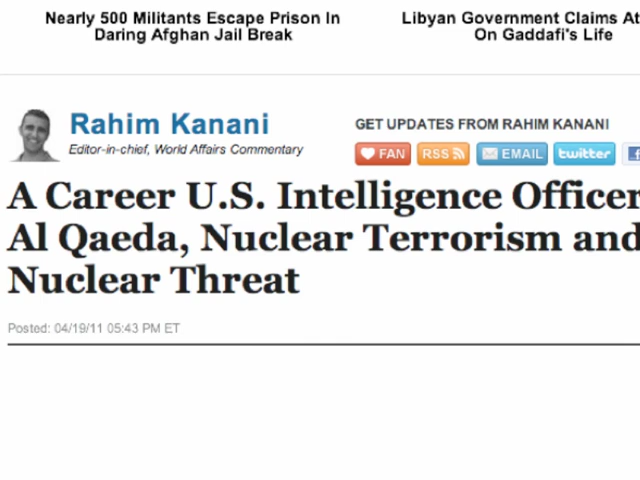 Nearly 500 Militants Escape Prison In
Daring Afghan Jail Break
Libyan Government Claims At
On Gaddafi's Life
Rahim Kanani
Editor-in-chief, World Affairs Commentary
GET UPDATES FROM RAHIM KANANI
FAN RSS EMAIL twitter f
A Career U.S. Intelligence Officer
Al Qaeda, Nuclear Terrorism and
Nuclear Threat
Posted: 04/19/11 05:43 PM ET